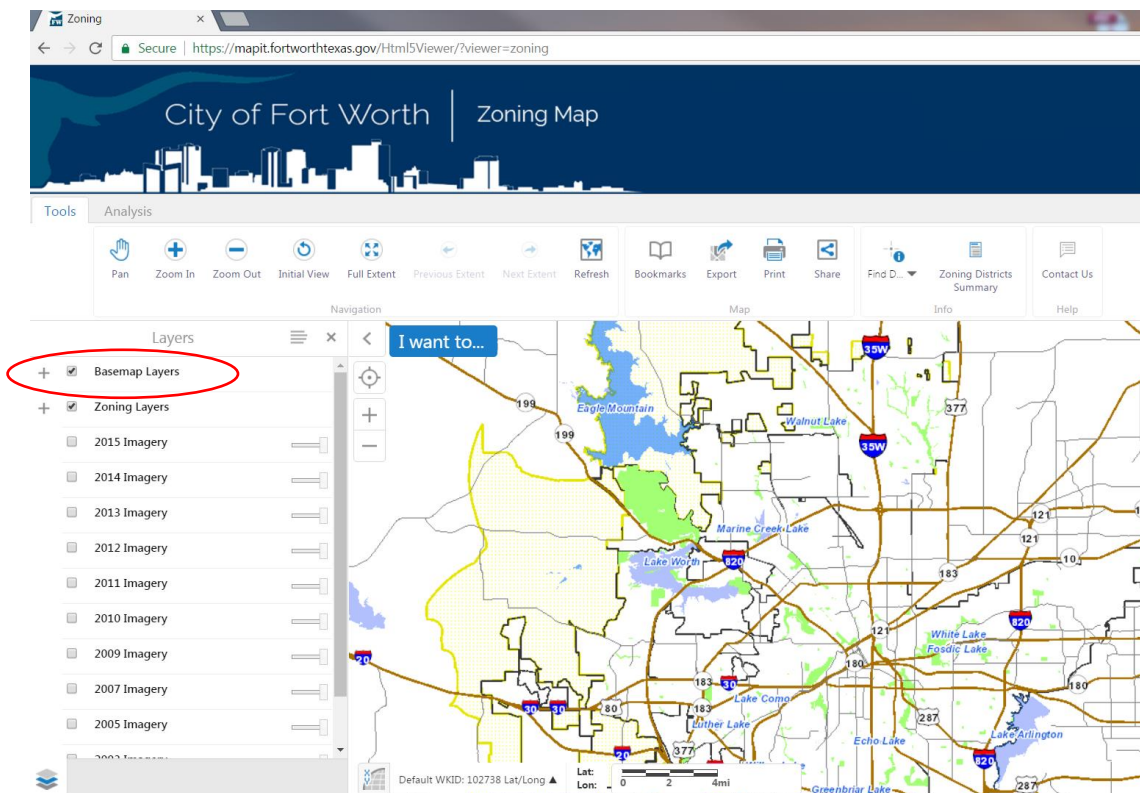 Zoning
Secure | https://mapit.fortworthtexas.gov/Html5Viewer/?viewer=zoning
City of Fort Worth | Zoning Map
Tools Analysis
Pan Zoom In Zoom Out Initial View Full Extent Previous Extent Next Extent Refresh Bookmarks Export Print Share Find D... Zoning Districts Summary Contact Us
Navigation Map Info Help
Layers
I want to...
Basemap Layers
Zoning Layers
2015 Imagery
2014 Imagery
2013 Imagery
2012 Imagery
2011 Imagery
2010 Imagery
2009 Imagery
2007 Imagery
2005 Imagery
35W
377
199
Eagle Mountain
Walnut Lake
199
35W
121
Marine Creek Lake
121
Lake Worth
820
10
183
820
121
White Lake
Fosdic Lake
20
180
183
30
180
Lake Como
30
30
80
183
Luther Lake
287
Lake Arlington
377
Echo Lake
20
820
287
Greenbriar Lake
Default WKID: 102738 Lat/Long ▲
Lat:
Lon:
0 2 4mi